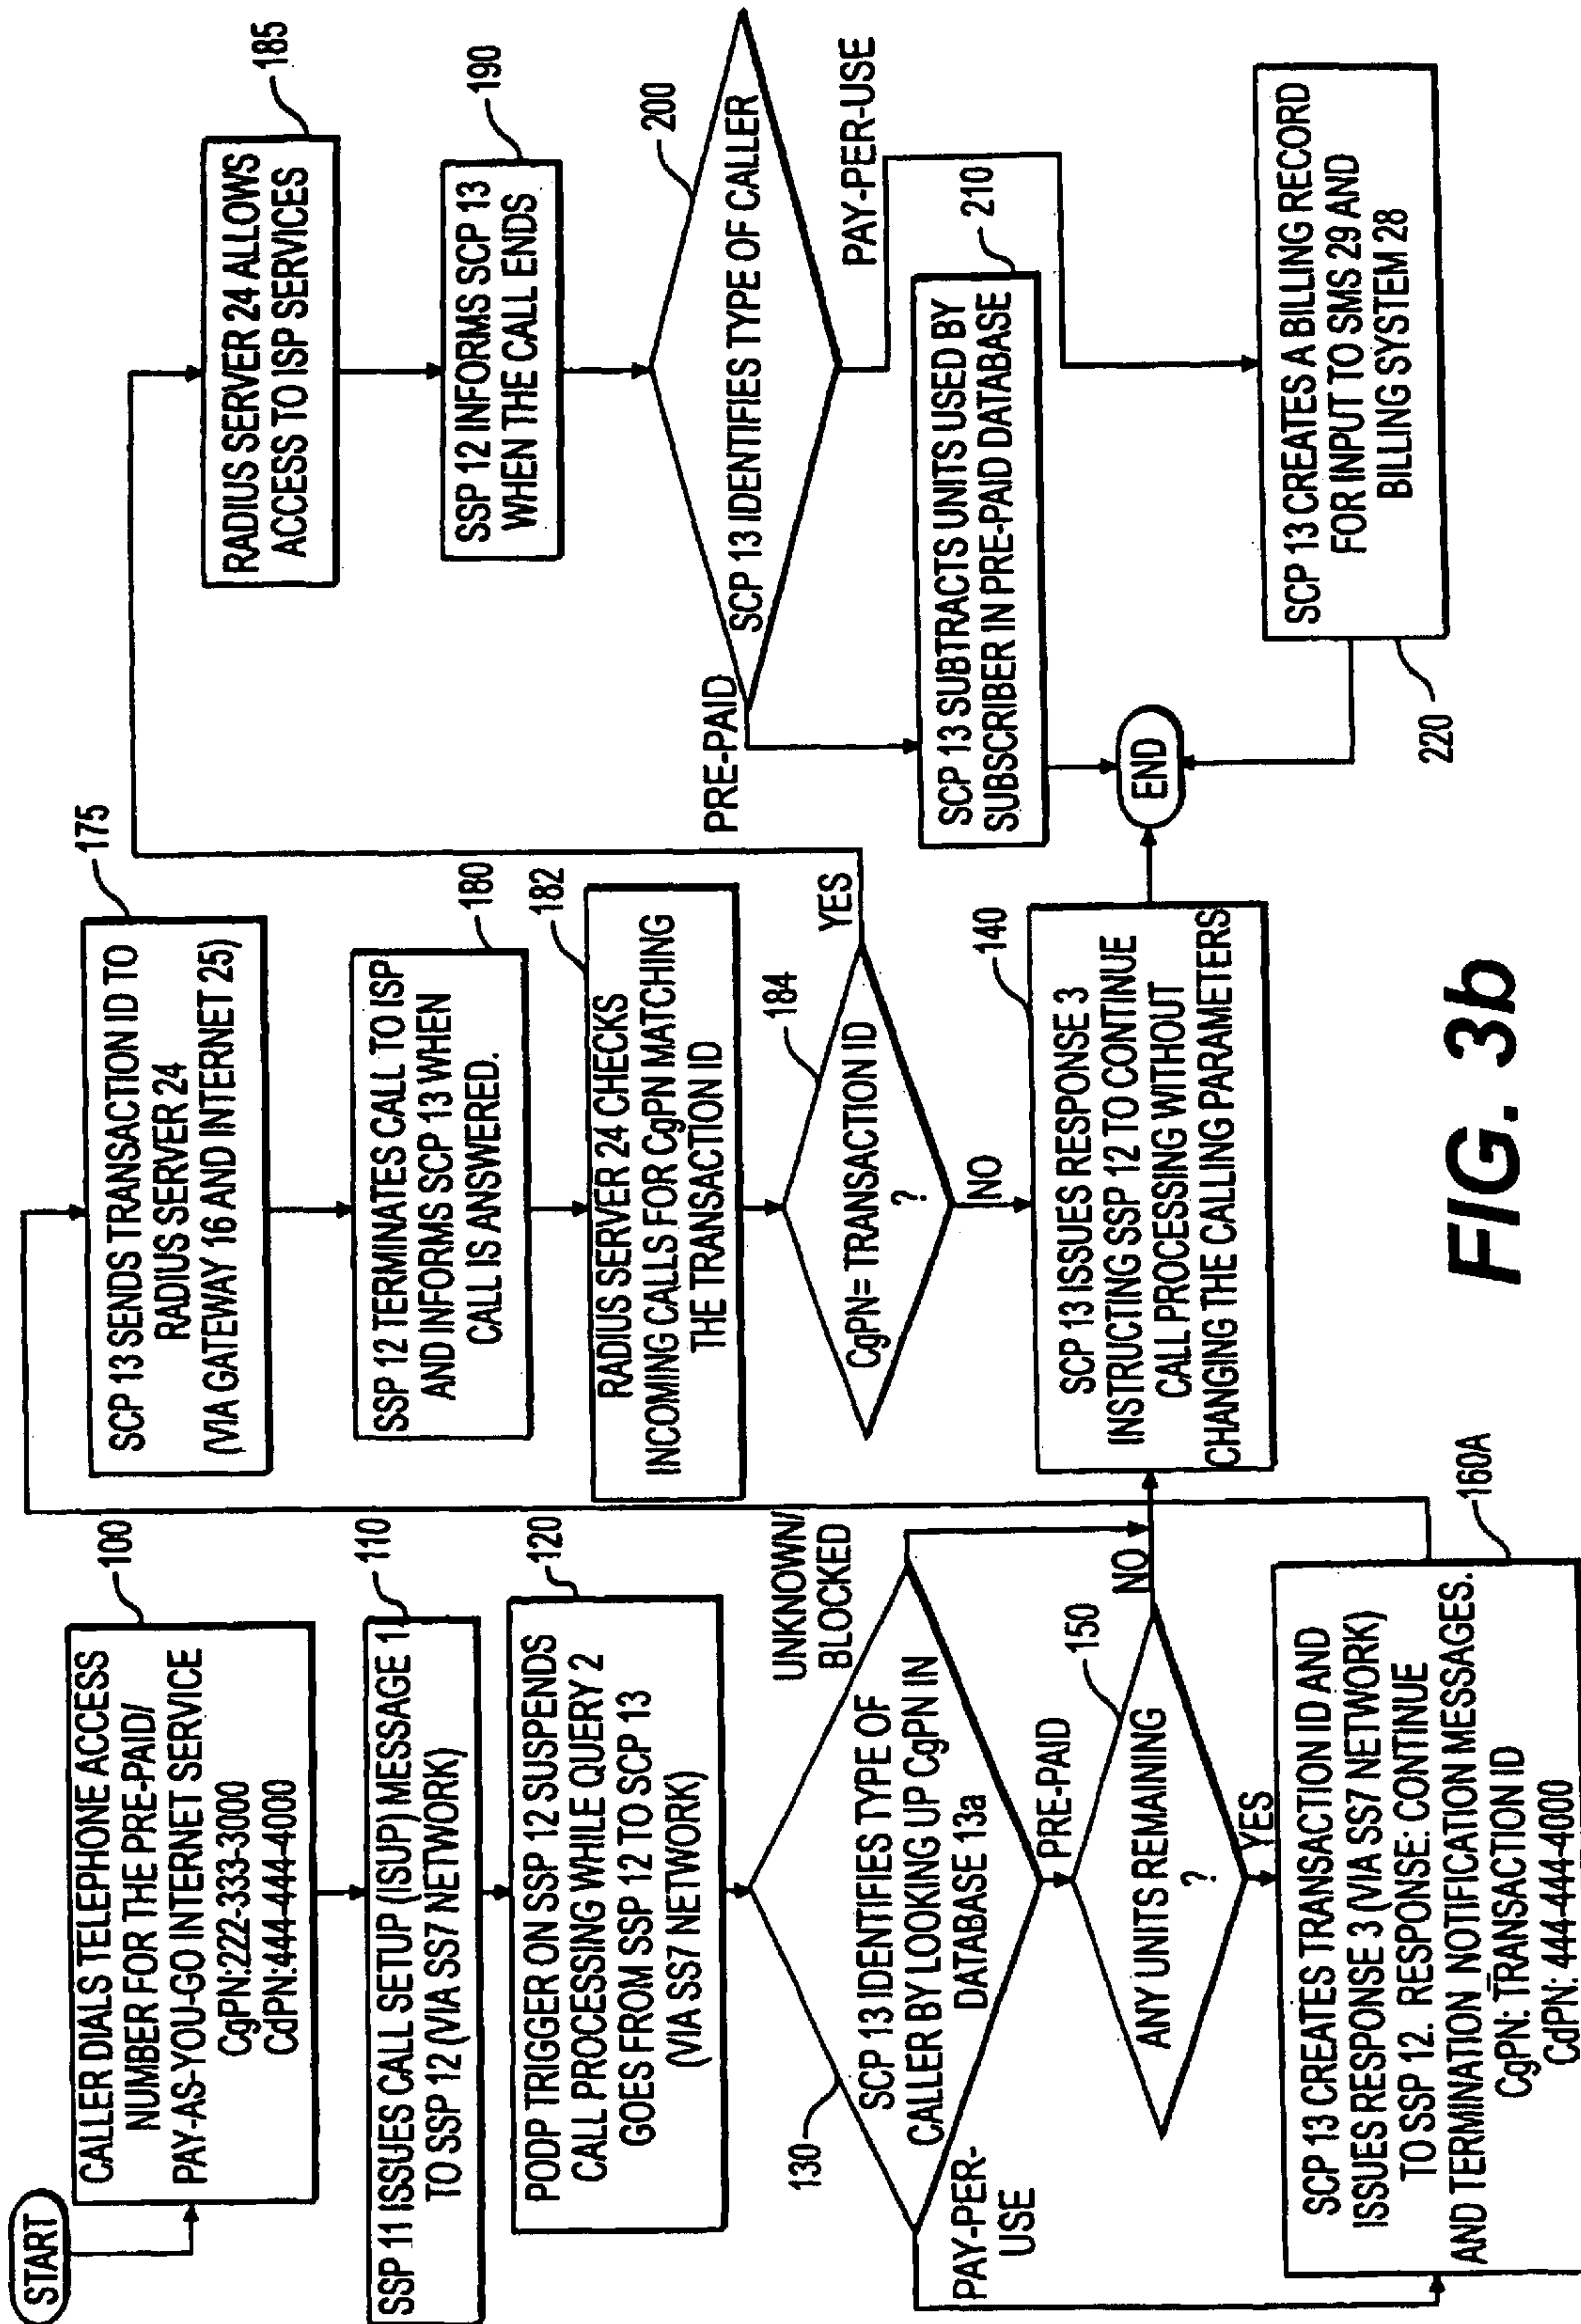 START
100
CALLER DIALS TELEPHONE ACCESS
NUMBER FOR THE PRE-PAID/
PAY-AS-YOU-GO INTERNET SERVICE
CgPN:222-333-3000
CdPN:444-444-4000
110
SSP 11 ISSUES CALL SETUP (ISUP) MESSAGE 1
TO SSP 12 (VIA SS7 NETWORK)
120
PODP TRIGGER ON SSP 12 SUSPENDS
CALL PROCESSING WHILE QUERY 2
GOES FROM SSP 12 TO SCP 13
(VIA SS7 NETWORK)
130
SCP 13 IDENTIFIES TYPE OF
CALLER BY LOOKING UP CgPN IN
DATABASE 13a
UNKNOWN/
BLOCKED
PAY-PER-
USE
PRE-PAID
150
ANY UNITS REMAINING
?
NO
YES
160A
SCP 13 CREATES TRANSACTION ID AND
ISSUES RESPONSE 3 (VIA SS7 NETWORK)
TO SSP 12. RESPONSE: CONTINUE
AND TERMINATION_NOTIFICATION MESSAGES.
CgPN: TRANSACTION ID
CdPN: 444-444-4000
175
SCP 13 SENDS TRANSACTION ID TO
RADIUS SERVER 24
(VIA GATEWAY 16 AND INTERNET 25)
180
SSP 12 TERMINATES CALL TO ISP
AND INFORMS SCP 13 WHEN
CALL IS ANSWERED.
182
RADIUS SERVER 24 CHECKS
INCOMING CALLS FOR CgPN MATCHING
THE TRANSACTION ID
184
CgPN= TRANSACTION ID
?
YES
NO
140
SCP 13 ISSUES RESPONSE 3
INSTRUCTING SSP 12 TO CONTINUE
CALL PROCESSING WITHOUT
CHANGING THE CALLING PARAMETERS
185
RADIUS SERVER 24 ALLOWS
ACCESS TO ISP SERVICES
190
SSP 12 INFORMS SCP 13
WHEN THE CALL ENDS
200
SCP 13 IDENTIFIES TYPE OF CALLER
PRE-PAID
PAY-PER-USE
210
SCP 13 SUBTRACTS UNITS USED BY
SUBSCRIBER IN PRE-PAID DATABASE
END
SCP 13 CREATES A BILLING RECORD
FOR INPUT TO SMS 29 AND
BILLING SYSTEM 28
220
FIG. 3b